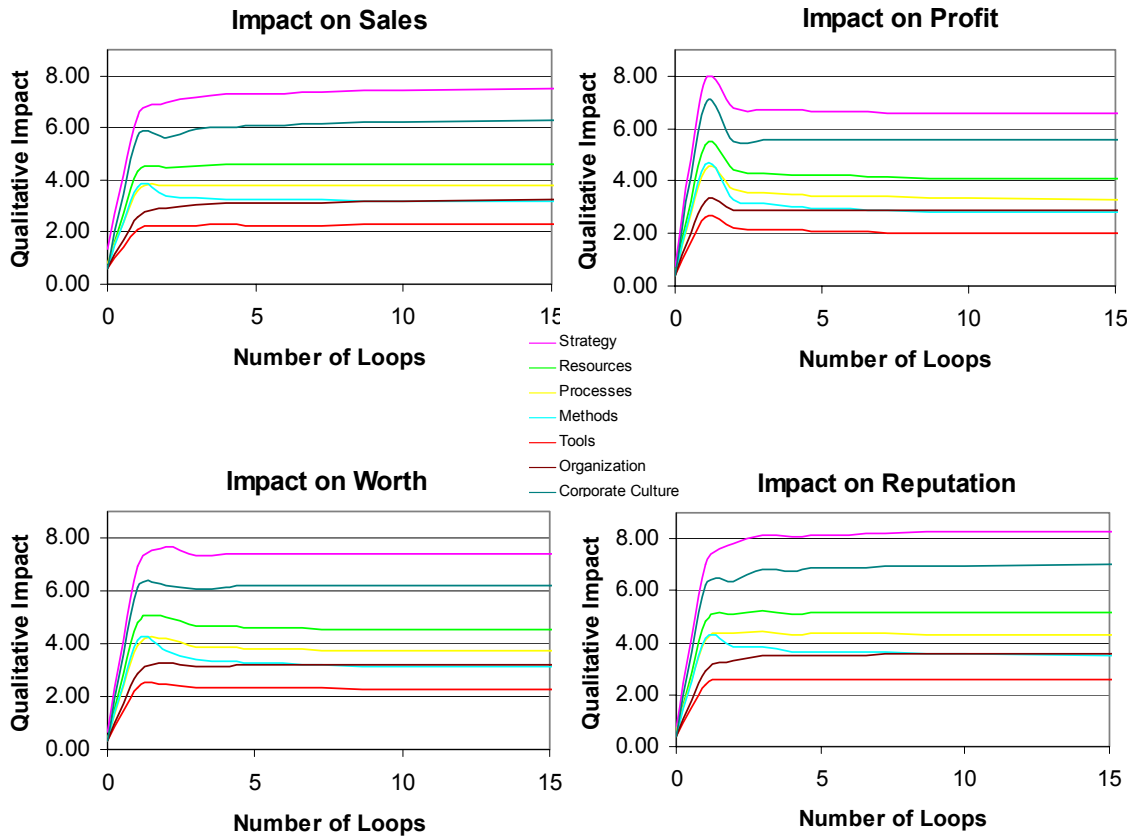 Impact on Sales
Qualitative Impact
8.00
6.00
4.00
2.00
0.00
0 5 10 15
Number of Loops
Impact on Profit
Qualitative Impact
8.00
6.00
4.00
2.00
0.00
0 5 10 15
Number of Loops
Strategy
Resources
Processes
Methods
Tools
Organization
Corporate Culture
Impact on Worth
Qualitative Impact
8.00
6.00
4.00
2.00
0.00
0 5 10 15
Number of Loops
Impact on Reputation
Qualitative Impact
8.00
6.00
4.00
2.00
0.00
0 5 10 15
Number of Loops